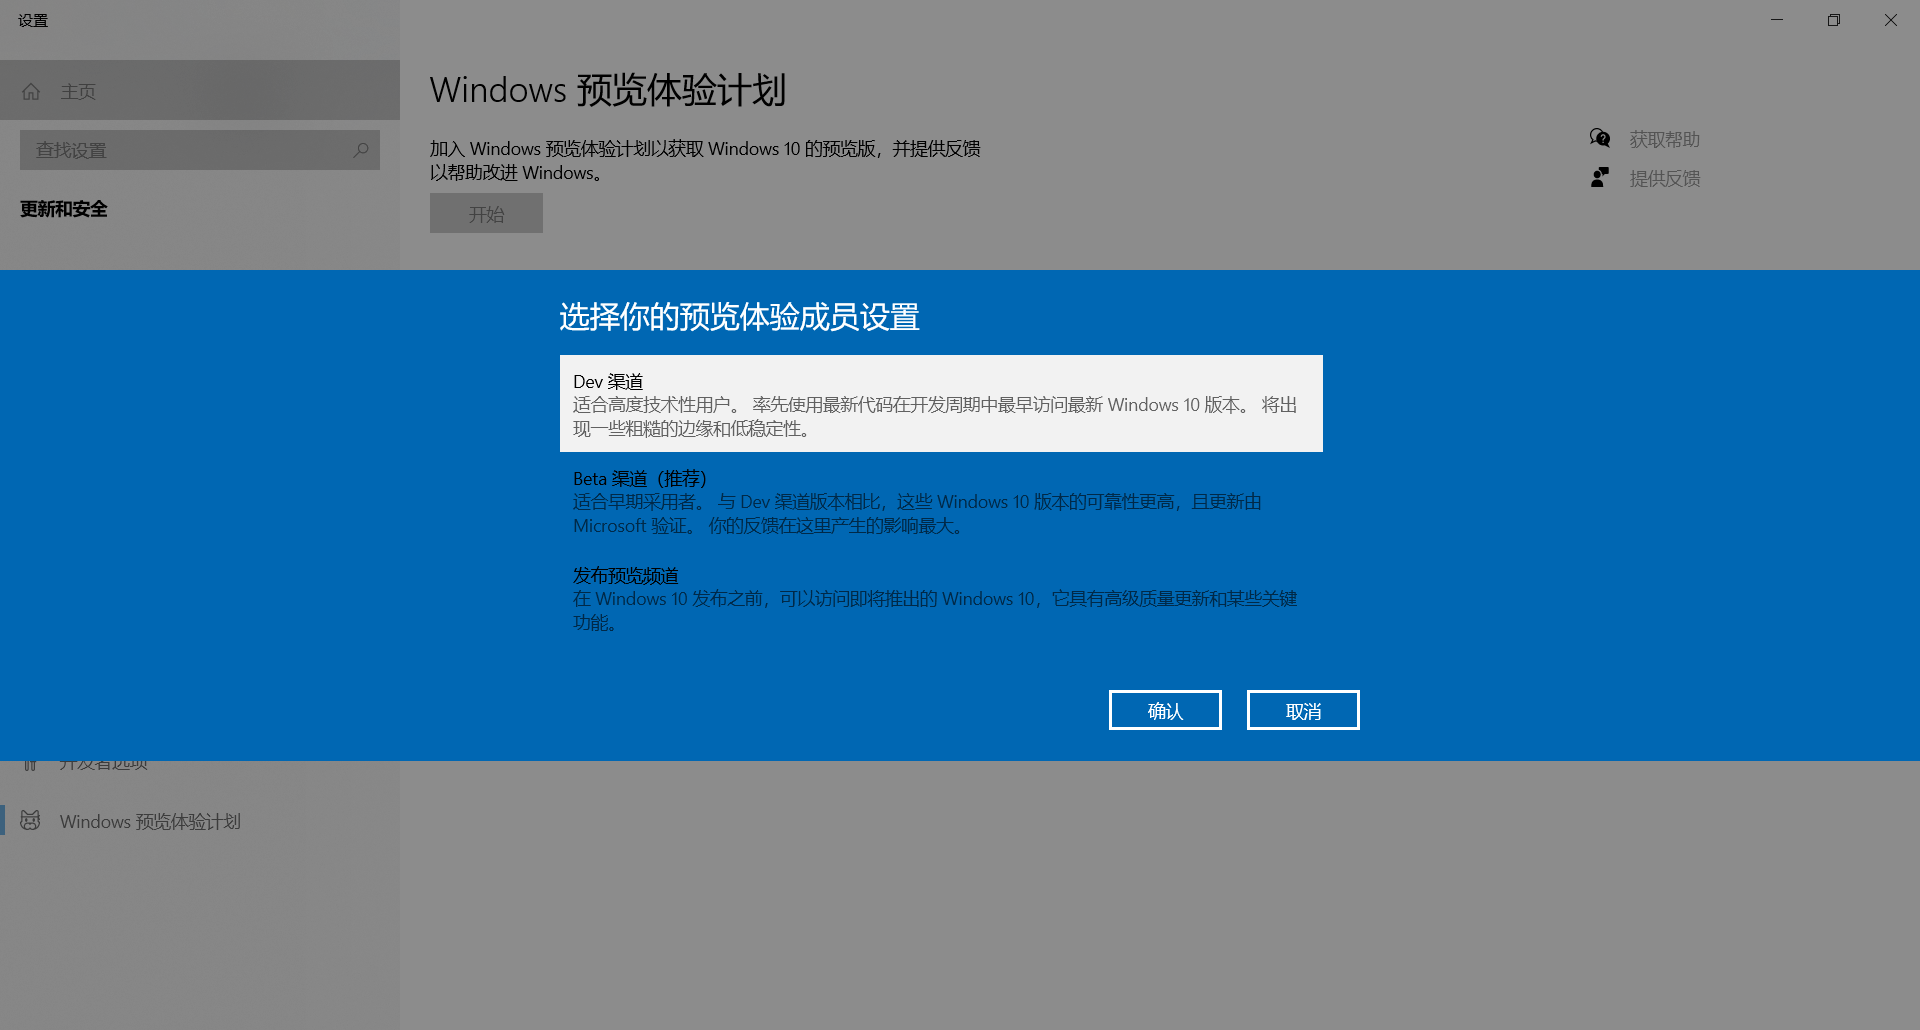 设置
主页
查找设置
更新和安全
Windows 预览体验计划
加入 Windows 预览体验计划以获取 Windows 10 的预览版，并提供反馈
以帮助改进 Windows。
开始
获取帮助
提供反馈
选择你的预览体验成员设置
Dev 渠道
适合高度技术性用户。 率先使用最新代码在开发周期中最早访问最新 Windows 10 版本。 将出
现一些粗糙的边缘和低稳定性。
Beta 渠道（推荐）
适合早期采用者。 与 Dev 渠道版本相比，这些 Windows 10 版本的可靠性更高，且更新由
Microsoft 验证。 你的反馈在这里产生的影响最大。
发布预览频道
在 Windows 10 发布之前，可以访问即将推出的 Windows 10，它具有高级质量更新和某些关键
功能。
确认
取消
开发者选项
Windows 预览体验计划